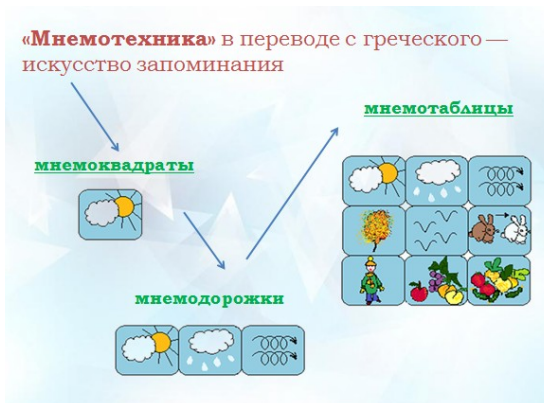 «Мнемотехника» в переводе с греческого —
искусство запоминания
мнемотаблицы
мнемоквадраты
мнемодорожки